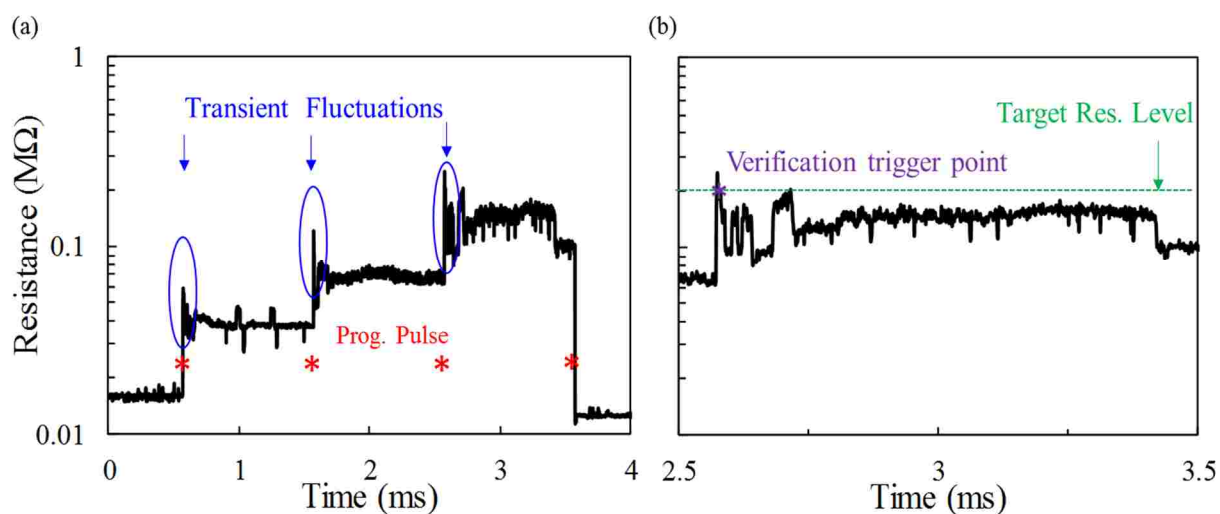 (a)
(b)
1
Transient Fluctuations
Target Res. Level
Verification trigger point
Resistance (MΩ)
0.1
Prog. Pulse
* * * *
0.01
0 1 2 3 4
2.5 3 3.5
Time (ms)
Time (ms)